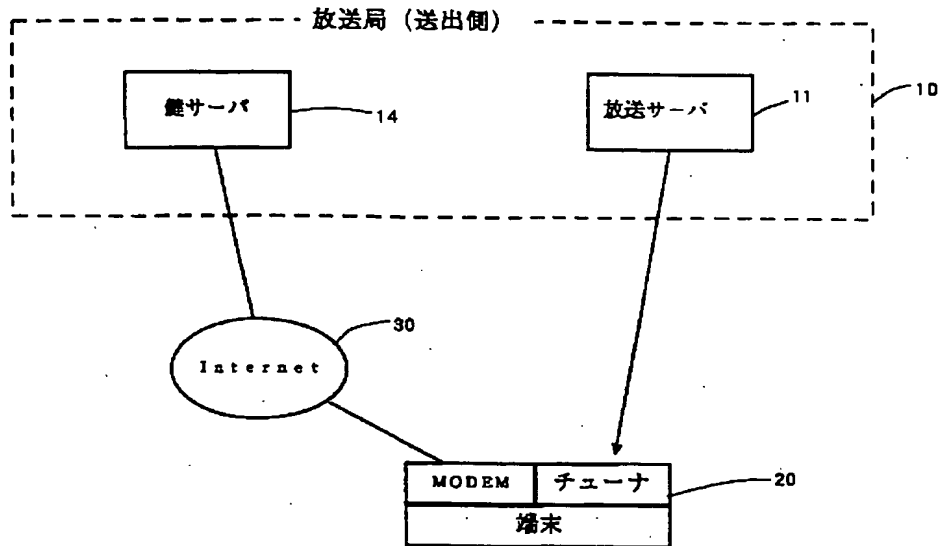 放送局（送出側）
鍵サーバ
14
放送サーバ
11
10
30
Internet
MODEM
チューナ
20
端末